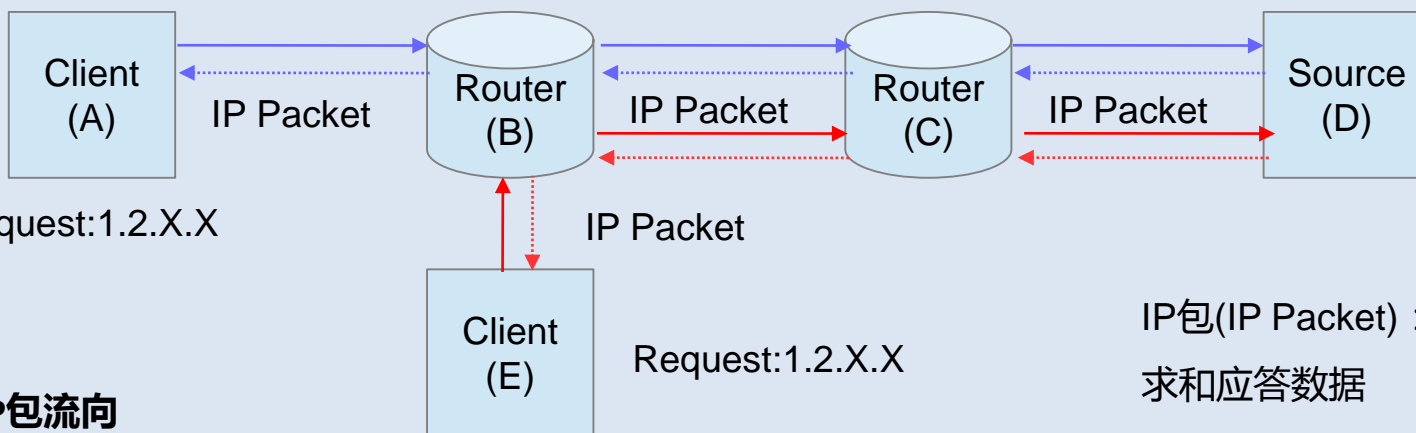 Client
(A)
IP Packet
Router
(B)
IP Packet
Router
(C)
IP Packet
Source
(D)
quest:1.2.X.X
IP Packet
Client
(E)
Request:1.2.X.X
IP包(IP Packet)：
求和应答数据
包流向